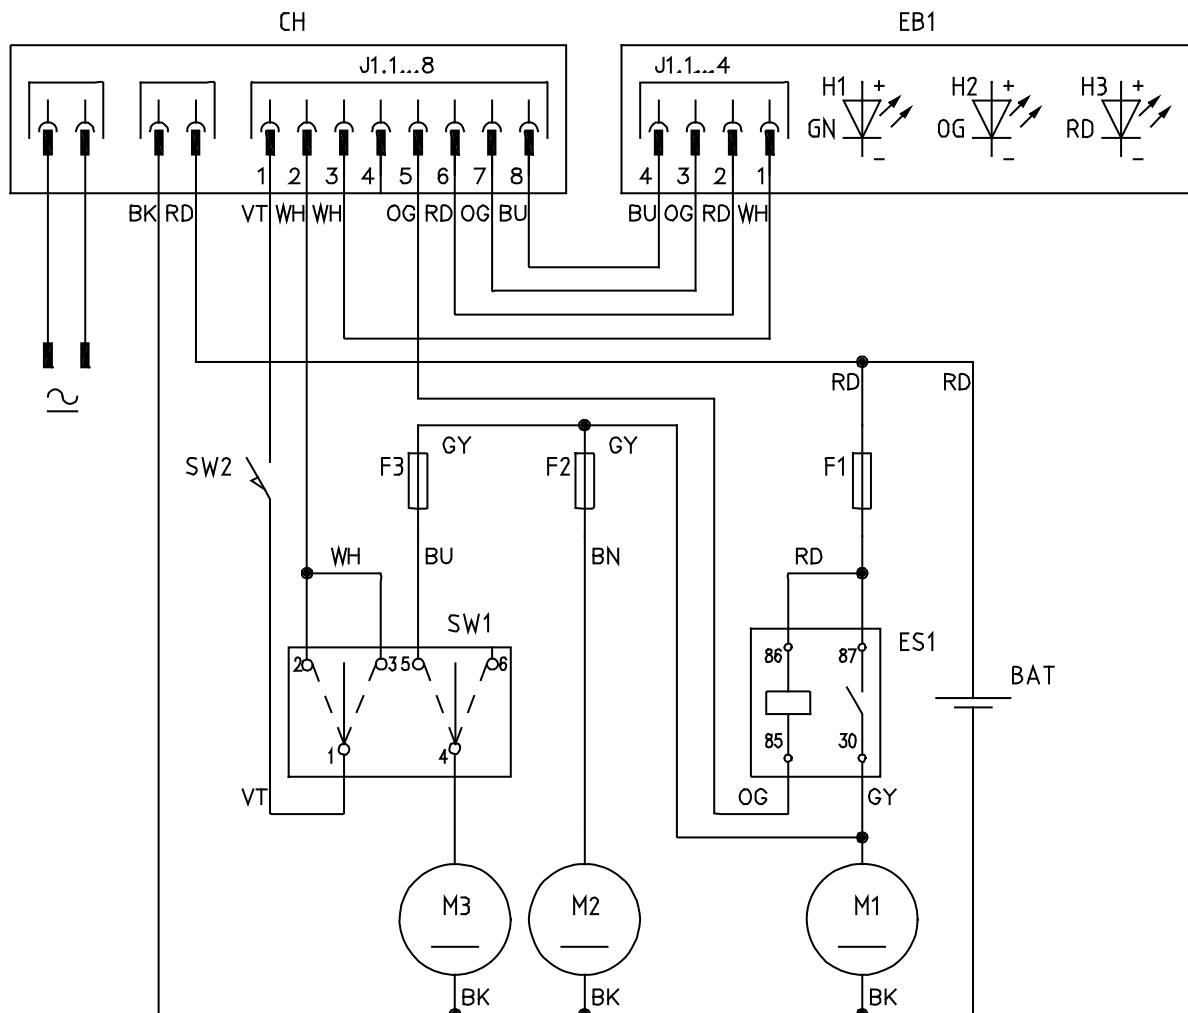 CH EB1
J1.1...8 J1.1...4
H1 + H2 + H3 +
GN OG RD
- - -
1 2 3 4 5 6 7 8 4 3 2 1
BK RD VT WH WH OG RD OG BU BU OG RD WH
RD RD
GY GY
SW2 F3 F2 F1
WH BU BN RD
SW1
ES1
2 3 5 6 86 87
BAT
1 4 85 30
VT OG GY
M3 M2 M1
BK BK BK